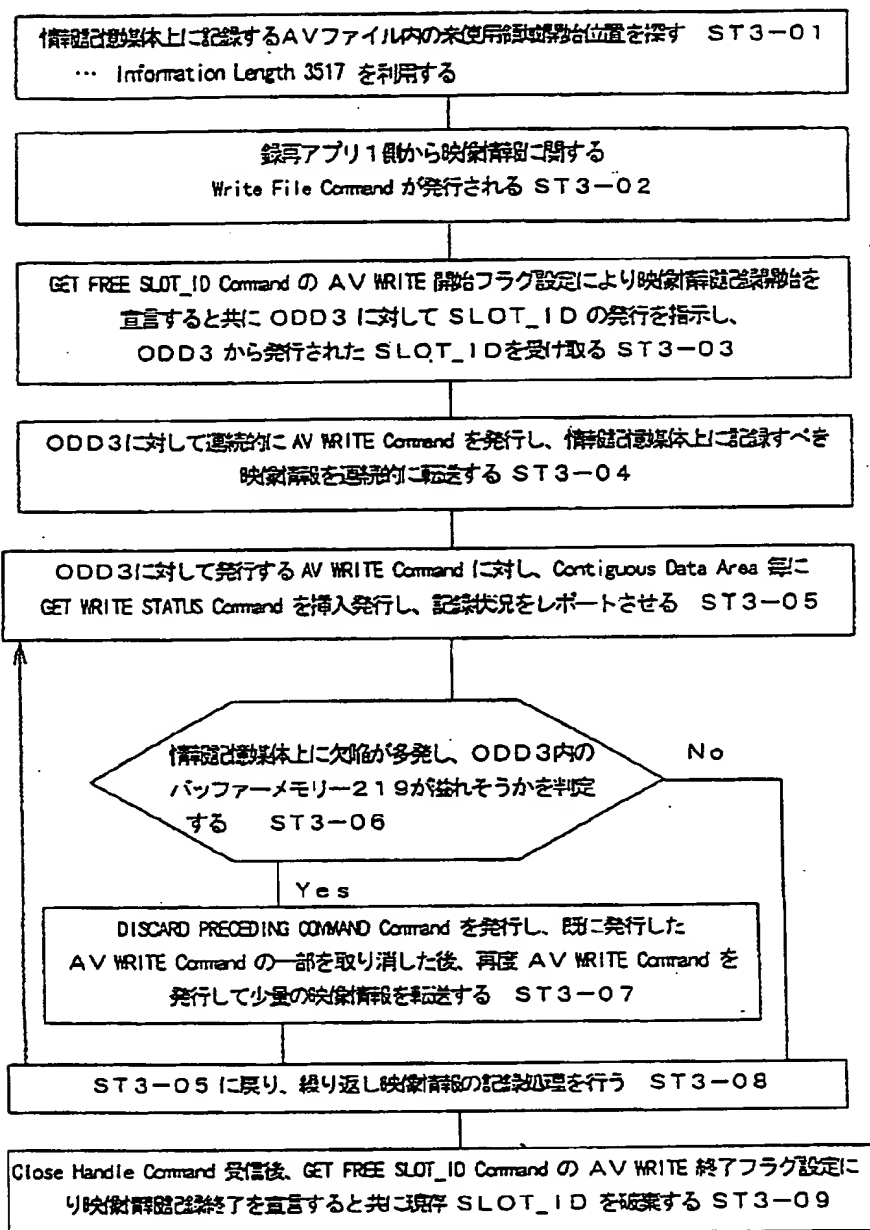 情報記憶媒体上に記録するAVファイル内の未使用領域開始位置を探す ST3-01
… Information Length 3517 を利用する
録再アプリ1側から映像情報に関する
Write File Command が発行される ST3-02
GET FREE SLOT_ID Command の AV WRITE 開始フラグ設定により映像情報記録開始を
宣言すると共に ODD3 に対して SLOT_ID の発行を指示し、
ODD3 から発行された SLOT_IDを受け取る ST3-03
ODD3に対して連続的に AV WRITE Command を発行し、情報記憶媒体上に記録すべき
映像情報を連続的に転送する ST3-04
ODD3に対して発行する AV WRITE Command に対し、Contiguous Data Area 毎に
GET WRITE STATUS Command を挿入発行し、記録状況をレポートさせる ST3-05
情報記憶媒体上に欠陥が多発し、ODD3内の
バッファーメモリー219が溢れそうかを判定
する ST3-06
No
Yes
DISCARD PRECEDING COMMAND Command を発行し、既に発行した
AV WRITE Command の一部を取り消した後、再度 AV WRITE Command を
発行して少量の映像情報を転送する ST3-07
ST3-05 に戻り、繰り返し映像情報の記録処理を行う ST3-08
Close Handle Command 受信後、GET FREE SLOT_ID Command の AV WRITE 終了フラグ設定に
り映像情報記録終了を宣言すると共に現存 SLOT_ID を破棄する ST3-09